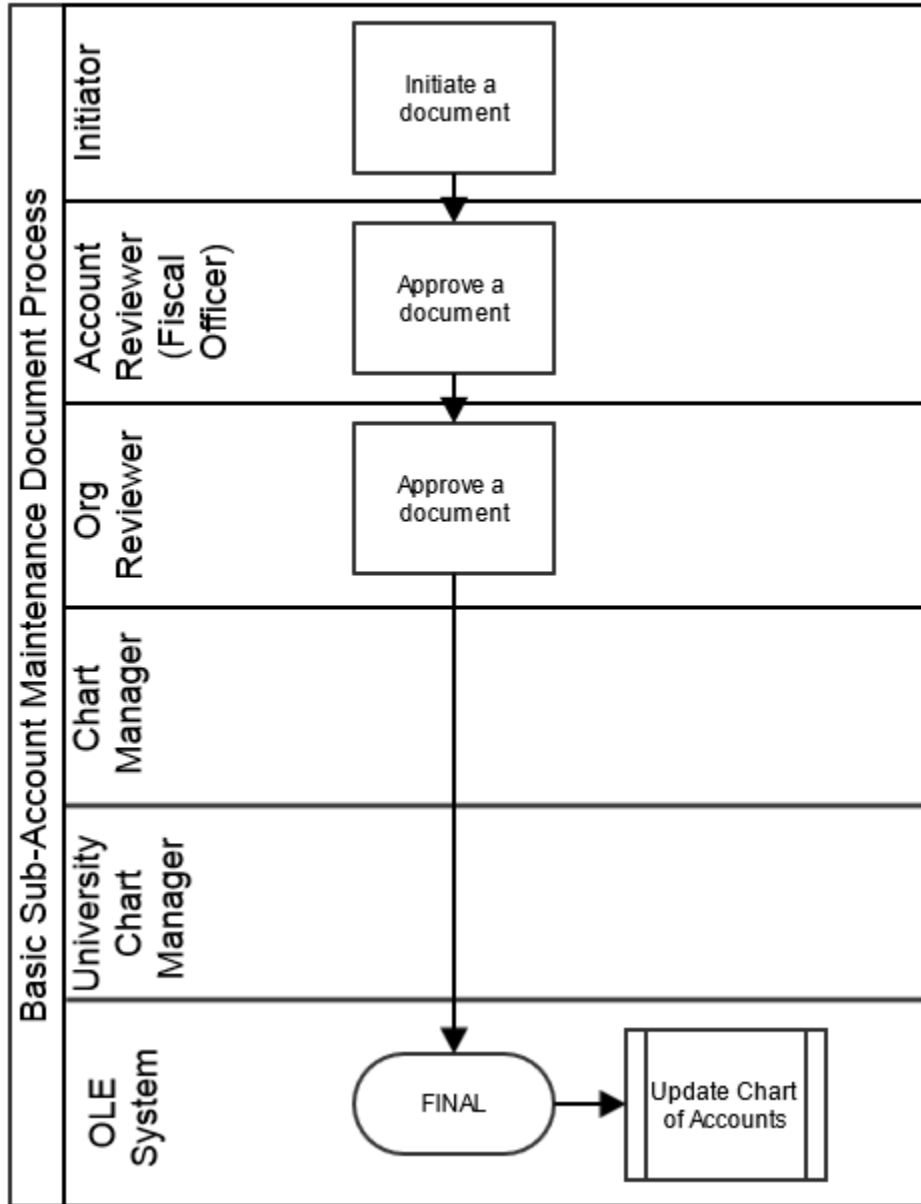 Basic Sub-Account Maintenance Document Process
Initiator
Initiate a
document
Account
Reviewer
(Fiscal
Officer)
Approve a
document
Org
Reviewer
Approve a
document
Chart
Manager
University
Chart
Manager
OLE
System
FINAL
Update Chart
of Accounts